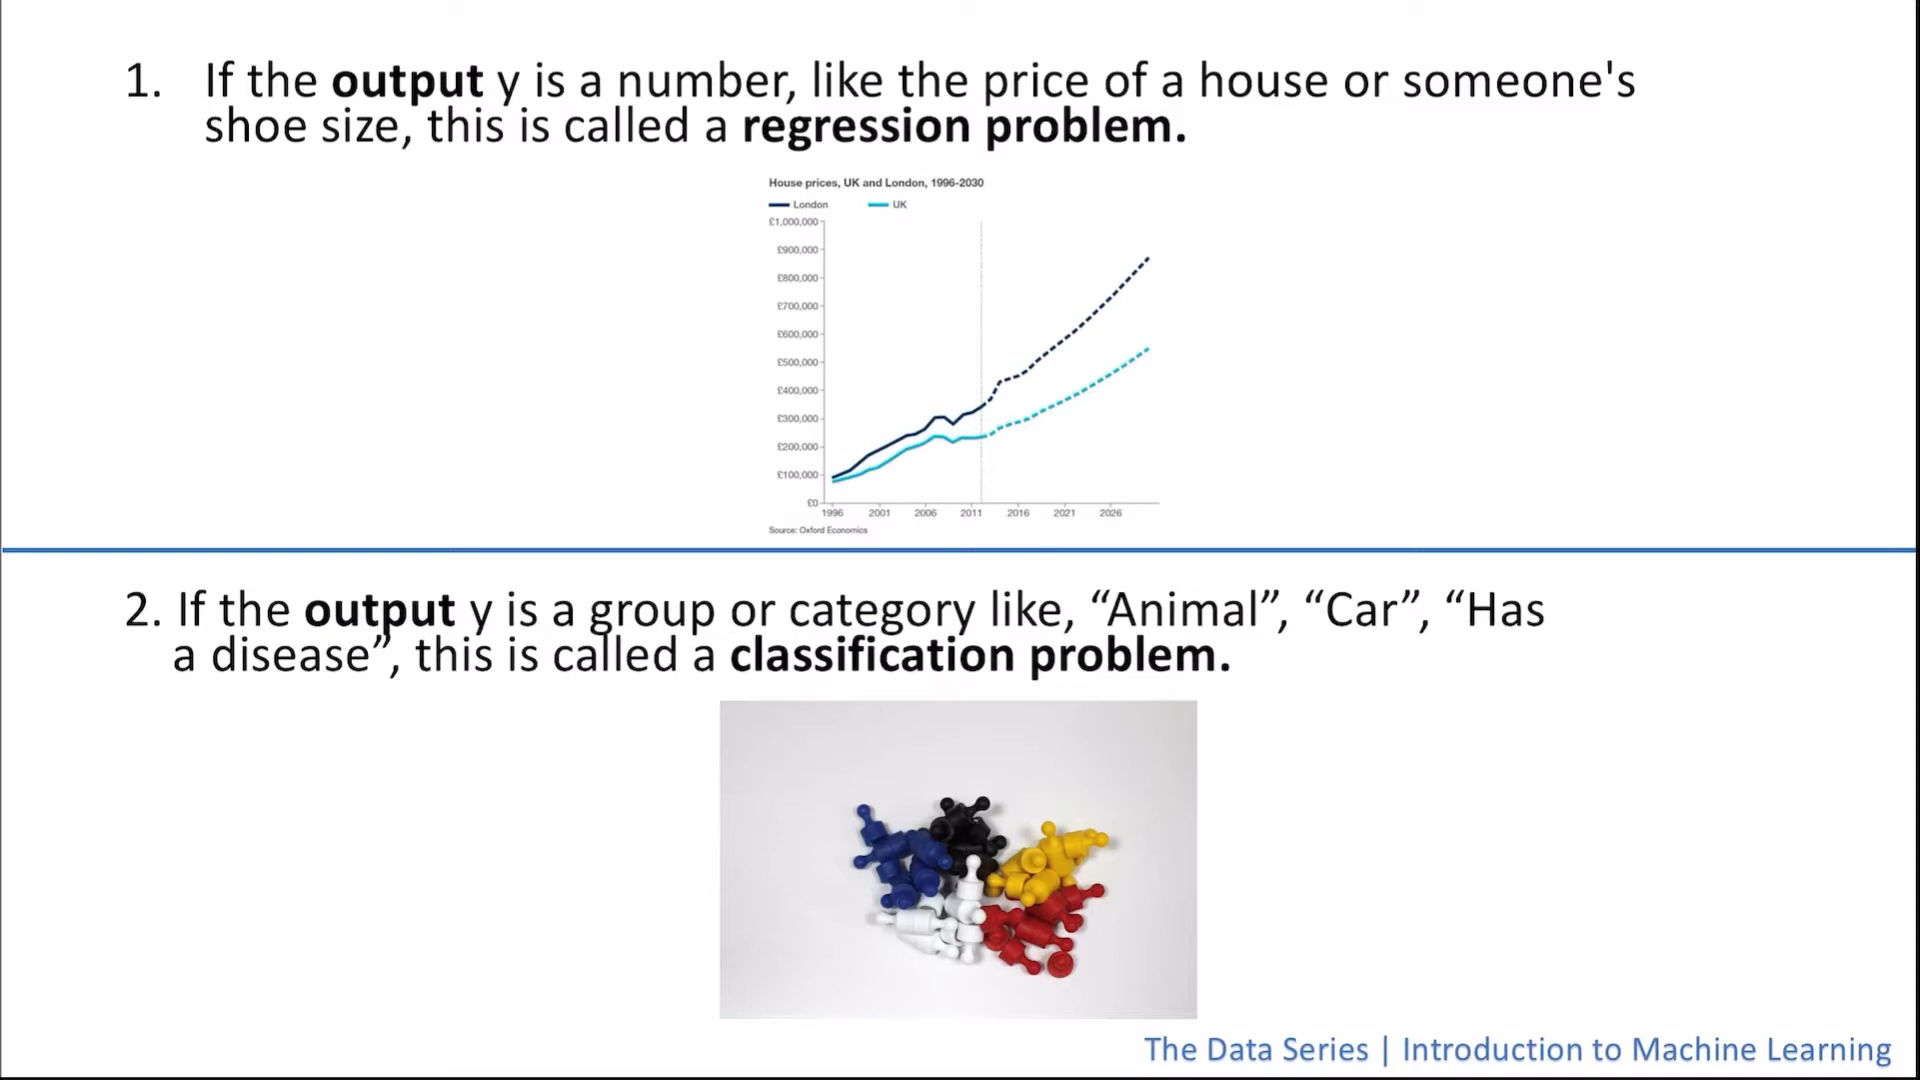 1. If the output y is a number, like the price of a house or someone's
shoe size, this is called a regression problem.
House prices, UK and London, 1996-2030
London UK
£1,000,000
£900,000
£800,000
£700,000
£600,000
£500,000
£400,000
£300,000
£200,000
£100,000
£0
1996 2001 2006 2011 2016 2021 2026
Source: Oxford Economics
2. If the output y is a group or category like, “Animal”, “Car”, “Has
a disease”, this is called a classification problem.
The Data Series | Introduction to Machine Learning